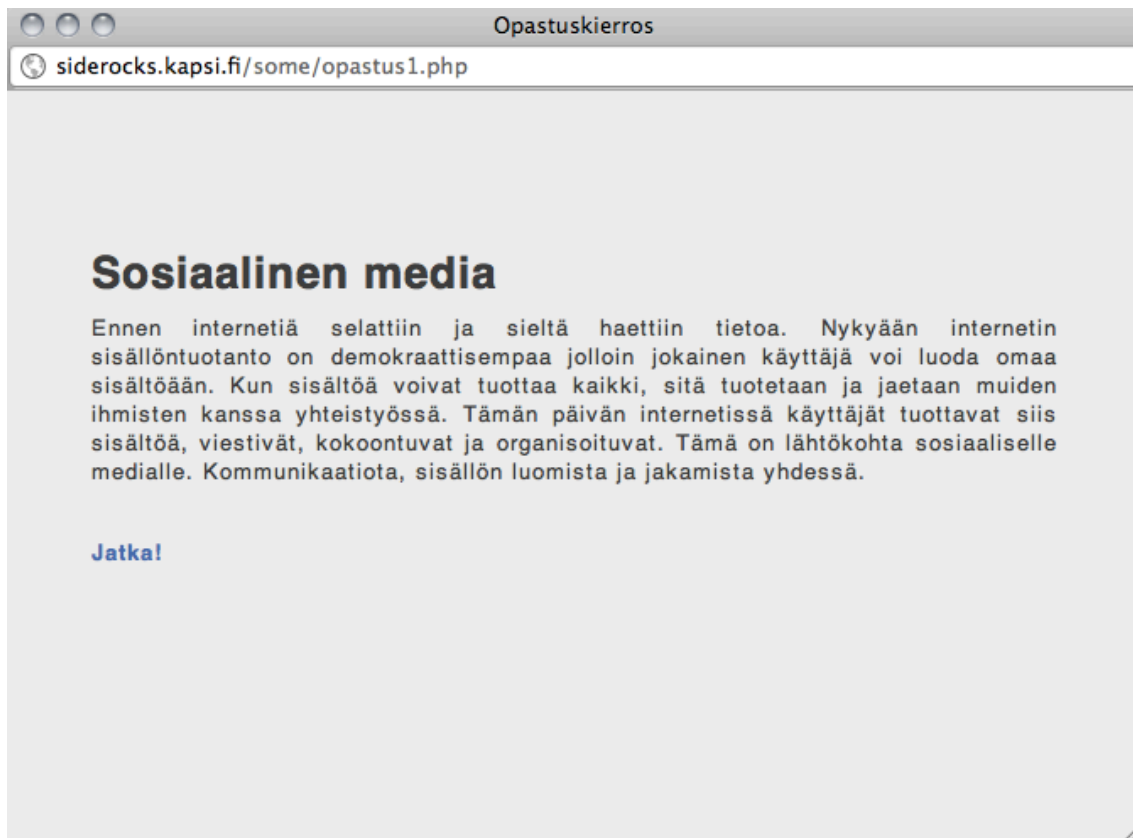 Opastuskierros
siderocks.kapsi.fi/some/opastus1.php
Sosiaalinen media
Ennen internetiä selattiin ja sieltä haettiin tietoa. Nykyään internetin
sisällöntuotanto on demokraattisempaa jolloin jokainen käyttäjä voi luoda omaa
sisältöään. Kun sisältöä voivat tuottaa kaikki, sitä tuotetaan ja jaetaan muiden
ihmisten kanssa yhteistyössä. Tämän päivän internetissä käyttäjät tuottavat siis
sisältöä, viestivät, kokoontuvat ja organisoituvat. Tämä on lähtökohta sosiaaliselle
medialle. Kommunikaatiota, sisällön luomista ja jakamista yhdessä.
Jatka!